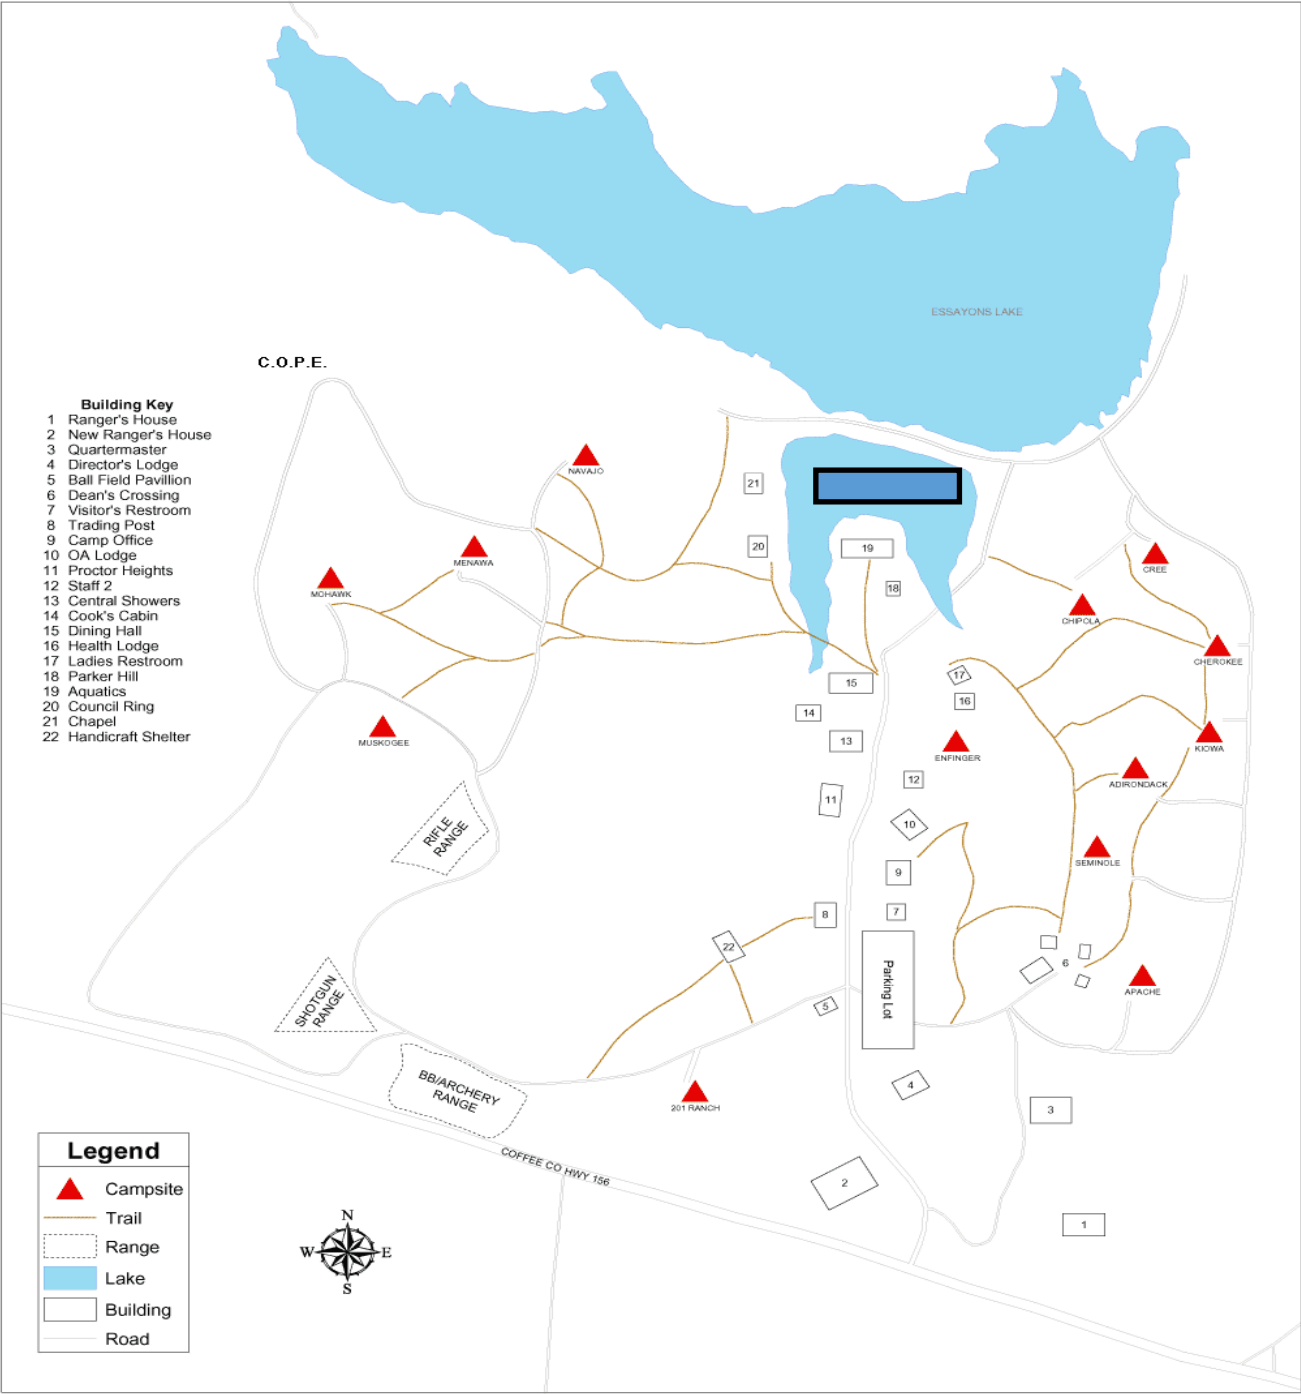 ESSAYONS LAKE
C.O.P.E.
Building Key
1 Ranger's House
2 New Ranger's House
3 Quartermaster
4 Director's Lodge
5 Ball Field Pavillion
6 Dean's Crossing
7 Visitor's Restroom
8 Trading Post
9 Camp Office
10 OA Lodge
11 Proctor Heights
12 Staff 2
13 Central Showers
14 Cook's Cabin
15 Dining Hall
16 Health Lodge
17 Ladies Restroom
18 Parker Hill
19 Aquatics
20 Council Ring
21 Chapel
22 Handicraft Shelter
NAVAJO
21
20
19
18
MENAWA
MOHAWK
CREE
CHIPOLA
CHEROKEE
17
16
15
14
13
MUSKOGEE
ENFINGER
KIOWA
12
ADIRONDACK
11
10
RIFLE
RANGE
SEMINOLE
9
8
7
22
6
Parking Lot
APACHE
SHOTGUN
RANGE
5
BB/ARCHERY
RANGE
4
201 RANCH
3
COFFEE CO HWY 156
2
1
Legend
Campsite
Trail
Range
Lake
Building
Road
N
W
E
S